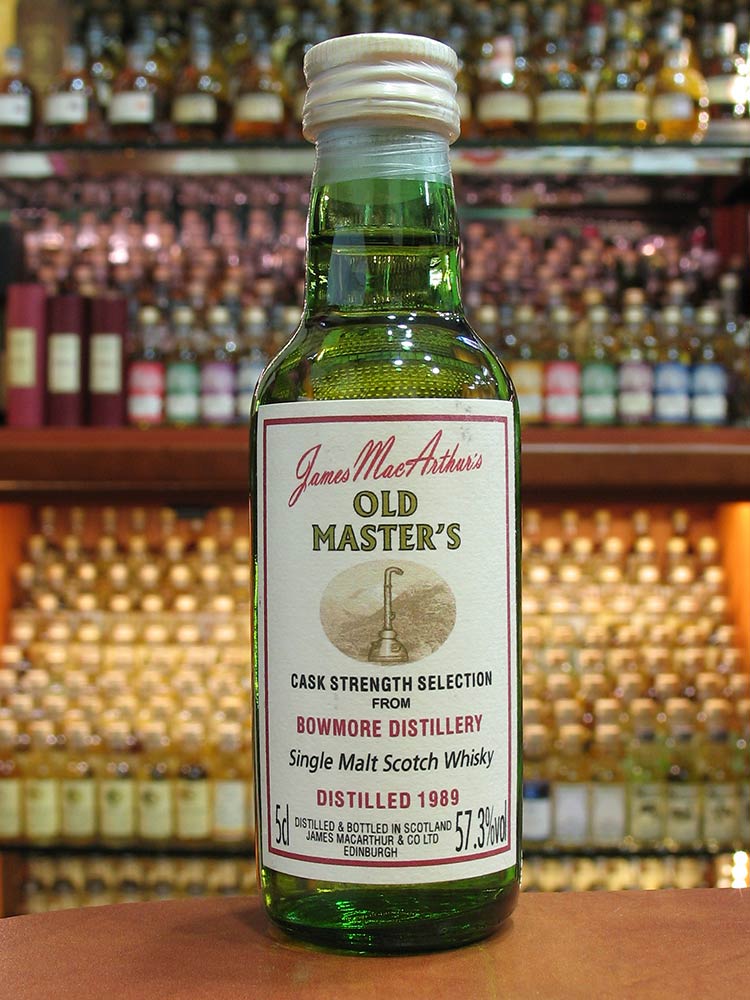 James MacArthur's
OLD
MASTER'S
CASK STRENGTH SELECTION
FROM
BOWMORE DISTILLERY
Single Malt Scotch Whisky
DISTILLED 1989
5cl DISTILLED & BOTTLED IN SCOTLAND 57.3%vol
JAMES MACARTHUR & CO LTD
EDINBURGH